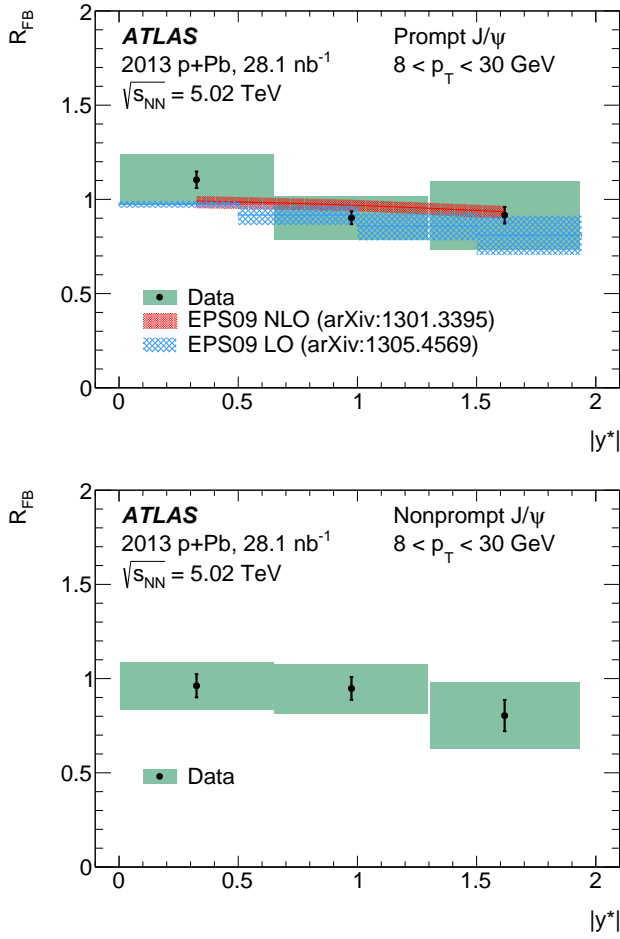 R_FB
2
ATLAS Prompt J/ψ
2013 p+Pb, 28.1 nb⁻¹ 8 < p_T < 30 GeV
√s_NN = 5.02 TeV
1.5
1
0.5
Data
EPS09 NLO (arXiv:1301.3395)
EPS09 LO (arXiv:1305.4569)
0
0 0.5 1 1.5 2
|y*|
R_FB
2
ATLAS Nonprompt J/ψ
2013 p+Pb, 28.1 nb⁻¹ 8 < p_T < 30 GeV
√s_NN = 5.02 TeV
1.5
1
0.5
Data
0
0 0.5 1 1.5 2
|y*|